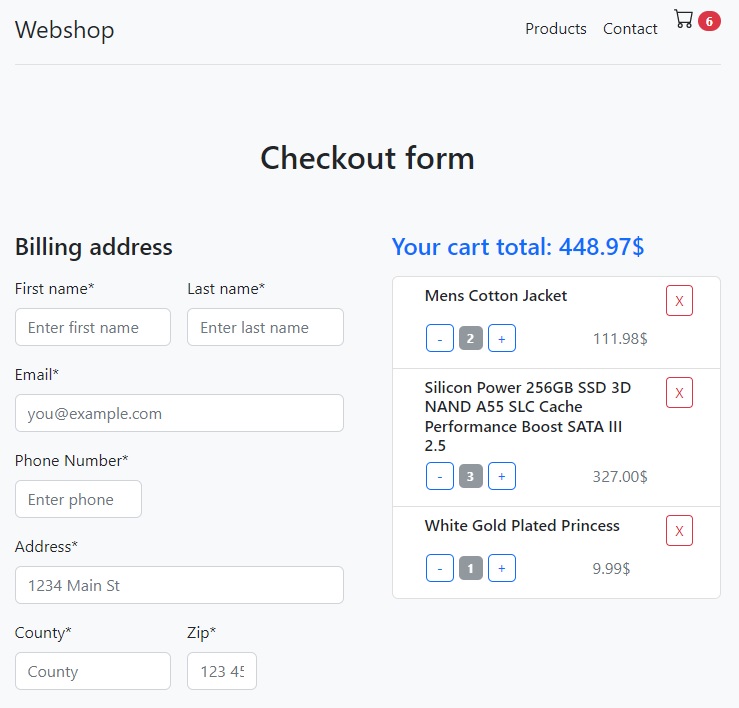 Webshop
Products Contact 6
Checkout form
Billing address
First name* Last name*
Enter first name Enter last name
Email*
you@example.com
Phone Number*
Enter phone
Address*
1234 Main St
County* Zip*
County 123 45
Your cart total: 448.97$
Mens Cotton Jacket X
- 2 + 111.98$
Silicon Power 256GB SSD 3D X
NAND A55 SLC Cache
Performance Boost SATA III
2.5
- 3 + 327.00$
White Gold Plated Princess X
- 1 + 9.99$